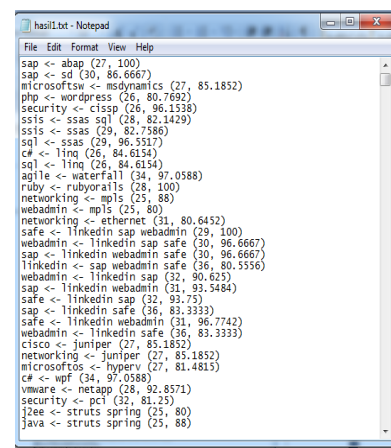 hasil1.txt - Notepad
File Edit Format View Help
sap <- abap (27, 100)
sap <- sd (30, 86.6667)
microsoftsw <- msdynamics (27, 85.1852)
php <- wordpress (26, 80.7692)
security <- cissp (26, 96.1538)
ssis <- ssas sql (28, 82.1429)
ssis <- ssas (29, 82.7586)
sql <- ssas (29, 96.5517)
c# <- linq (26, 84.6154)
sql <- linq (26, 84.6154)
agile <- waterfall (34, 97.0588)
ruby <- rubyonrails (28, 100)
networking <- mpls (25, 88)
webadmin <- mpls (25, 80)
networking <- ethernet (31, 80.6452)
safe <- linkedin sap webadmin (29, 100)
webadmin <- linkedin sap safe (30, 96.6667)
sap <- linkedin webadmin safe (30, 96.6667)
linkedin <- sap webadmin safe (36, 80.5556)
webadmin <- linkedin sap (32, 90.625)
sap <- linkedin webadmin (31, 93.5484)
safe <- linkedin sap (32, 93.75)
sap <- linkedin safe (36, 83.3333)
safe <- linkedin webadmin (31, 96.7742)
webadmin <- linkedin safe (36, 83.3333)
cisco <- juniper (27, 85.1852)
networking <- juniper (27, 85.1852)
microsoftos <- hyperv (27, 81.4815)
c# <- wpf (34, 97.0588)
vmware <- netapp (28, 92.8571)
security <- pci (32, 81.25)
j2ee <- struts spring (25, 80)
java <- struts spring (25, 88)